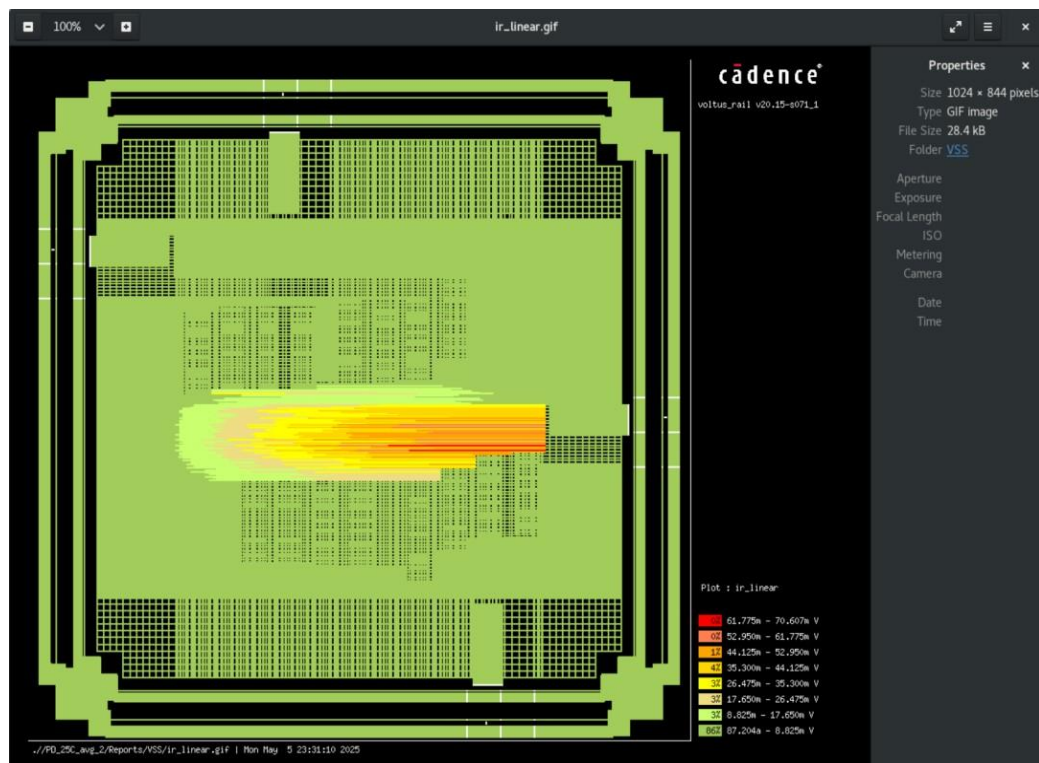 100%
ir_linear.gif
cādence®
voltus_rail v20.15-s071_1
Properties
Size 1024 × 844 pixels
Type GIF image
File Size 28.4 kB
Folder VSS
Aperture
Exposure
Focal Length
ISO
Metering
Camera
Date
Time
Plot : ir_linear
0% 61.775m - 70.607m V
0% 52.950m - 61.775m V
1% 44.125m - 52.950m V
4% 35.300m - 44.125m V
3% 26.475m - 35.300m V
3% 17.650m - 26.475m V
3% 8.825m - 17.650m V
86% 87.204a - 8.825m V
.//PD_25C_avg_2/Reports/VSS/ir_linear.gif | Mon May 5 23:31:10 2025